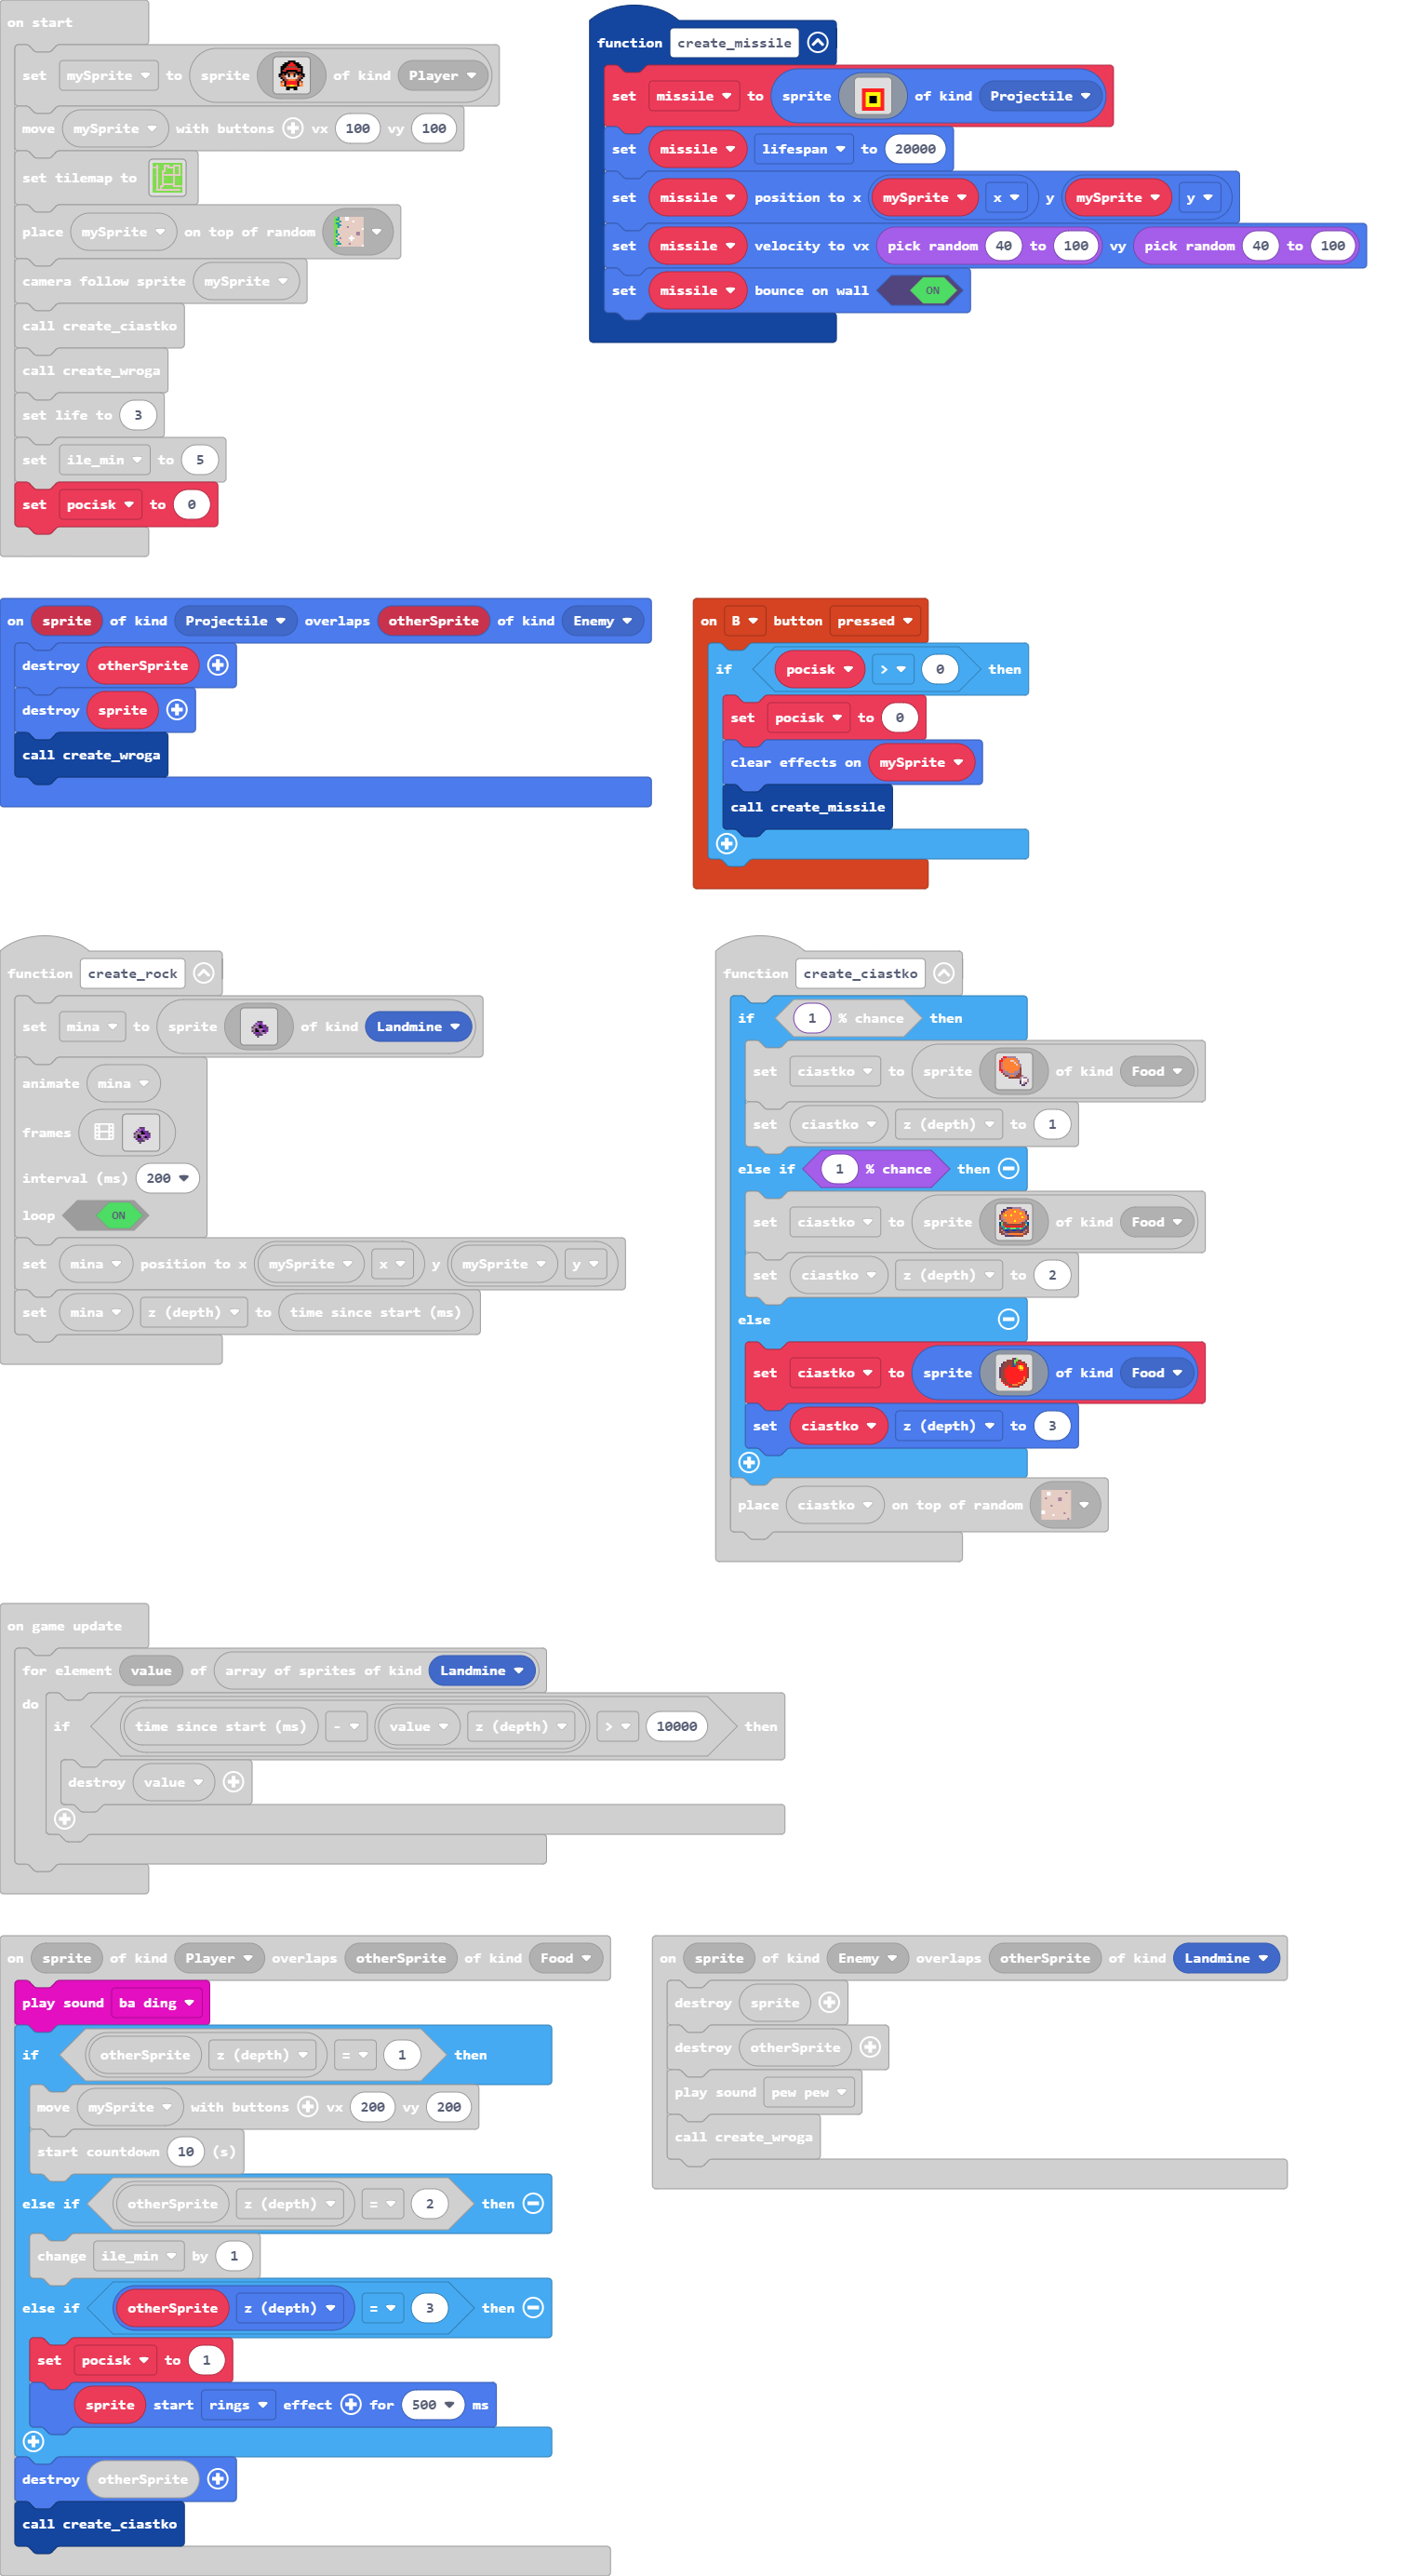 on start
set mySprite to sprite of kind Player
move mySprite with buttons vx 100 vy 100
set tilemap to
place mySprite on top of random
camera follow sprite mySprite
call create_ciastko
call create_wroga
set life to 3
set ile_min to 5
set pocisk to 0
function create_missile
set missile to sprite of kind Projectile
set missile lifespan to 20000
set missile position to x mySprite x y mySprite y
set missile velocity to vx pick random 40 to 100 vy pick random 40 to 100
set missile bounce on wall ON
on sprite of kind Projectile overlaps otherSprite of kind Enemy
destroy otherSprite
destroy sprite
call create_wroga
on B button pressed
if pocisk > 0 then
set pocisk to 0
clear effects on mySprite
call create_missile
function create_rock
set mina to sprite of kind Landmine
animate mina
frames
interval (ms) 200
loop ON
set mina position to x mySprite x y mySprite y
set mina z (depth) to time since start (ms)
function create_ciastko
if 1 % chance then
set ciastko to sprite of kind Food
set ciastko z (depth) to 1
else if 1 % chance then
set ciastko to sprite of kind Food
set ciastko z (depth) to 2
else
set ciastko to sprite of kind Food
set ciastko z (depth) to 3
place ciastko on top of random
on game update
for element value of array of sprites of kind Landmine
do
if time since start (ms) - value z (depth) > 10000 then
destroy value
on sprite of kind Player overlaps otherSprite of kind Food
play sound ba ding
if otherSprite z (depth) = 1 then
move mySprite with buttons vx 200 vy 200
start countdown 10 (s)
else if otherSprite z (depth) = 2 then
change ile_min by 1
else if otherSprite z (depth) = 3 then
set pocisk to 1
sprite start rings effect for 500 ms
destroy otherSprite
call create_ciastko
on sprite of kind Enemy overlaps otherSprite of kind Landmine
destroy sprite
destroy otherSprite
play sound pew pew
call create_wroga